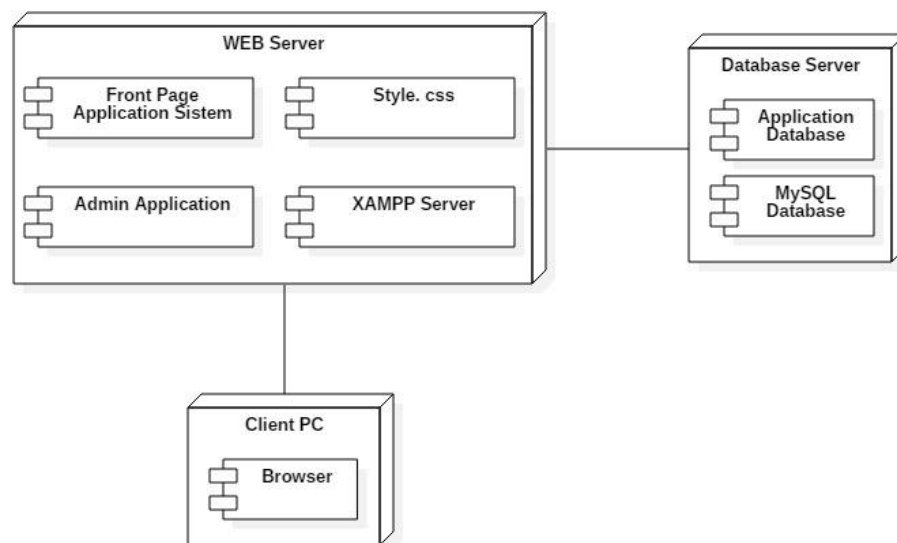 WEB Server
Front Page
Application Sistem
Style. css
Admin Application
XAMPP Server
Database Server
Application
Database
MySQL
Database
Client PC
Browser